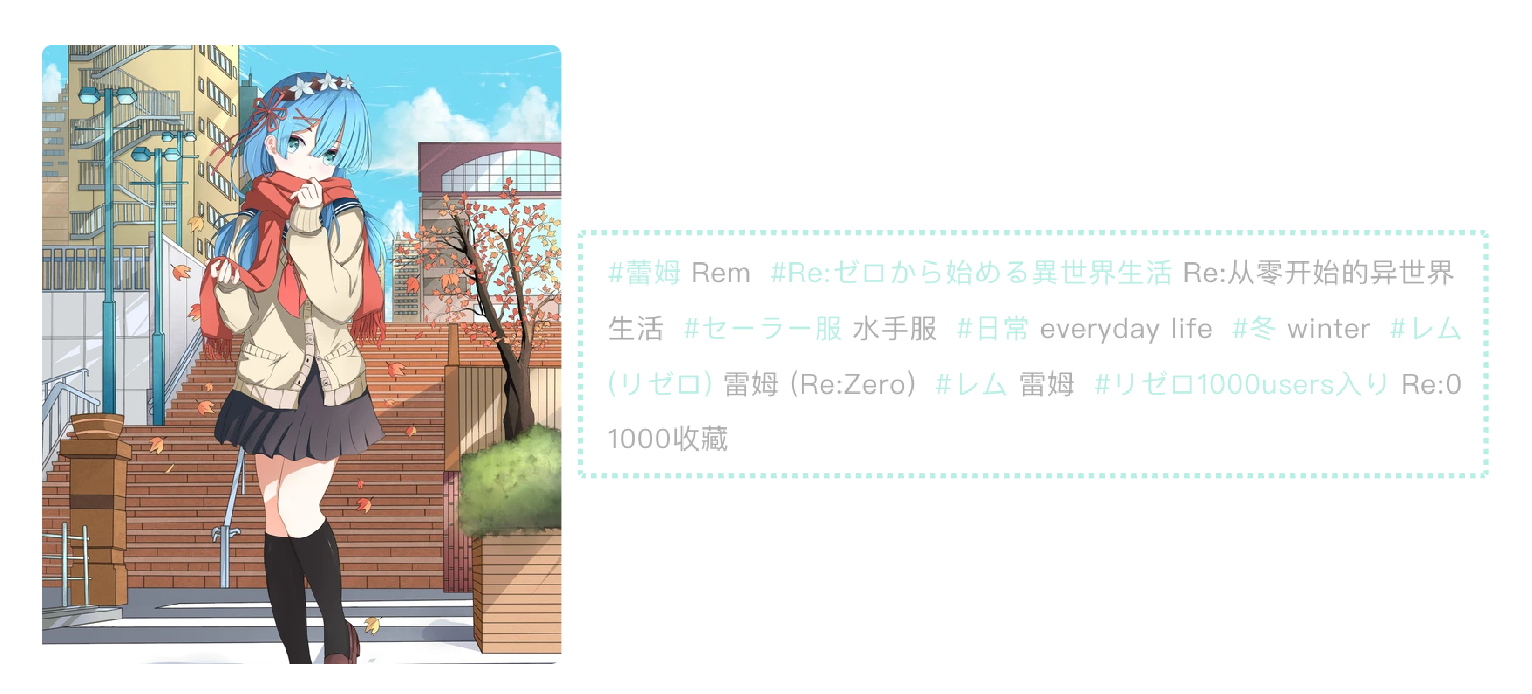 #蕾姆 Rem #Re:ゼロから始める異世界生活 Re:从零开始的异世界
生活 #セーラー服 水手服 #日常 everyday life #冬 winter #レム
(リゼロ) 雷姆 (Re:Zero) #レム 雷姆 #リゼロ1000users入り Re:0
1000收藏